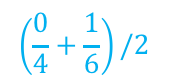 (0/4 + 1/6) /2